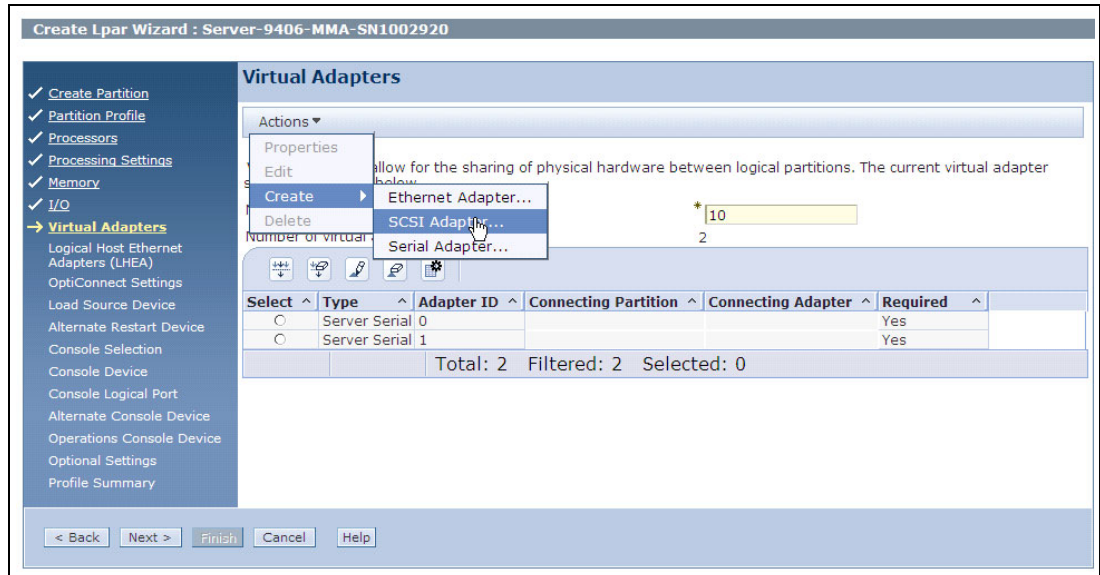 Create Lpar Wizard : Server-9406-MMA-SN1002920
Create Partition
Partition Profile
Processors
Processing Settings
Memory
I/O
Virtual Adapters
Logical Host Ethernet
Adapters (LHEA)
OptiConnect Settings
Load Source Device
Alternate Restart Device
Console Selection
Console Device
Console Logical Port
Alternate Console Device
Operations Console Device
Optional Settings
Profile Summary
Virtual Adapters
Actions
Properties
Edit
Create
Delete
Ethernet Adapter...
SCSI Adapter...
Serial Adapter...
allow for the sharing of physical hardware between logical partitions. The current virtual adapter
below
* 10
Number of virtual 2
Select Type Adapter ID Connecting Partition Connecting Adapter Required
Server Serial 0 Yes
Server Serial 1 Yes
Total: 2 Filtered: 2 Selected: 0
< Back Next > Finish Cancel Help